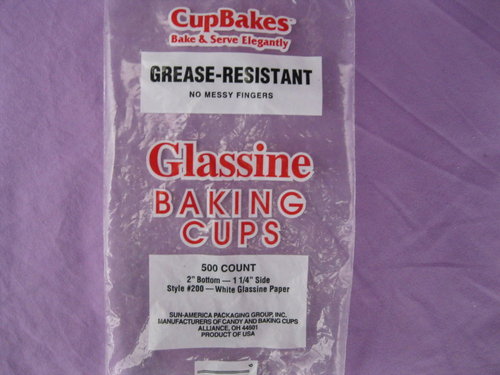 CupBakes
Bake & Serve Elegantly
GREASE-RESISTANT
NO MESSY FINGERS
Glassine
BAKING
CUPS
500 COUNT
2" Bottom — 1 1/4" Side
Style #200 — White Glassine Paper
SUN-AMERICA PACKAGING GROUP, INC.
MANUFACTURERS OF CANDY AND BAKING CUPS
ALLIANCE, OH 44601
PRODUCT OF USA